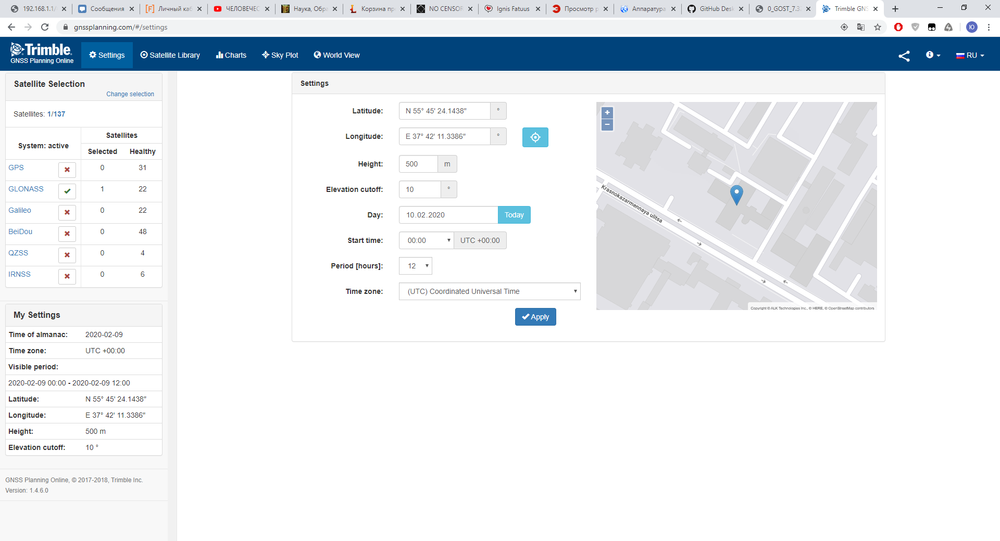 192.168.1.1/
Сообщения
Личный каб
ЧЕЛОВЕЧЕС
Наука, Обра
Корзина пр
NO CENSOR
Ignis Fatuus
Просмотр р
Аппаратура
GitHub Desk
0_GOST_7.32
Trimble GNS
gnssplanning.com/#/settings
Ю
Trimble.
GNSS Planning Online
Settings
Satellite Library
Charts
Sky Plot
World View
RU
Satellite Selection
Change selection
Satellites: 1/137
System: active
Satellites
Selected Healthy
GPS 0 31
GLONASS 1 22
Galileo 0 22
BeiDou 0 48
QZSS 0 4
IRNSS 0 6
My Settings
Time of almanac: 2020-02-09
Time zone: UTC +00:00
Visible period:
2020-02-09 00:00 - 2020-02-09 12:00
Latitude: N 55° 45' 24.1438"
Longitude: E 37° 42' 11.3386"
Height: 500 m
Elevation cutoff: 10 °
GNSS Planning Online, © 2017-2018, Trimble Inc.
Version: 1.4.6.0
Settings
Latitude: N 55° 45' 24.1438" °
Longitude: E 37° 42' 11.3386" °
Height: 500 m
Elevation cutoff: 10 °
Day: 10.02.2020 Today
Start time: 00:00 UTC +00:00
Period [hours]: 12
Time zone: (UTC) Coordinated Universal Time
Apply
+
−
Krasnokazarmennaya ulitsa
Copyright © ALK Technologies Inc., © HERE, © OpenStreetMap contributors